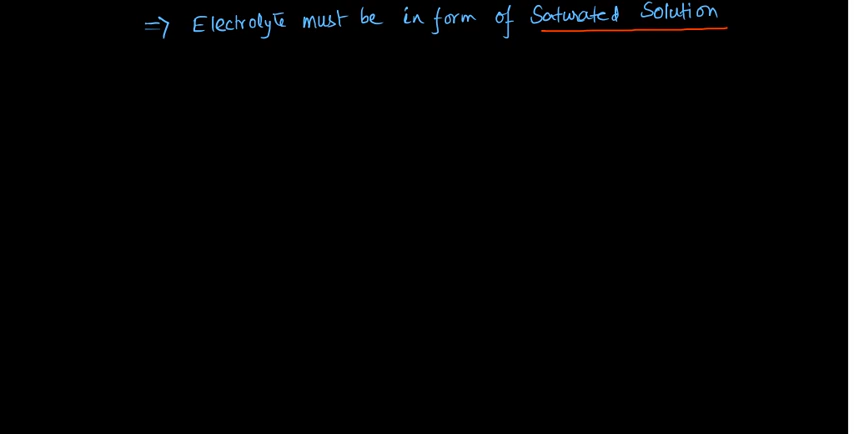 => Electrolyte must be in form of Saturated Solution